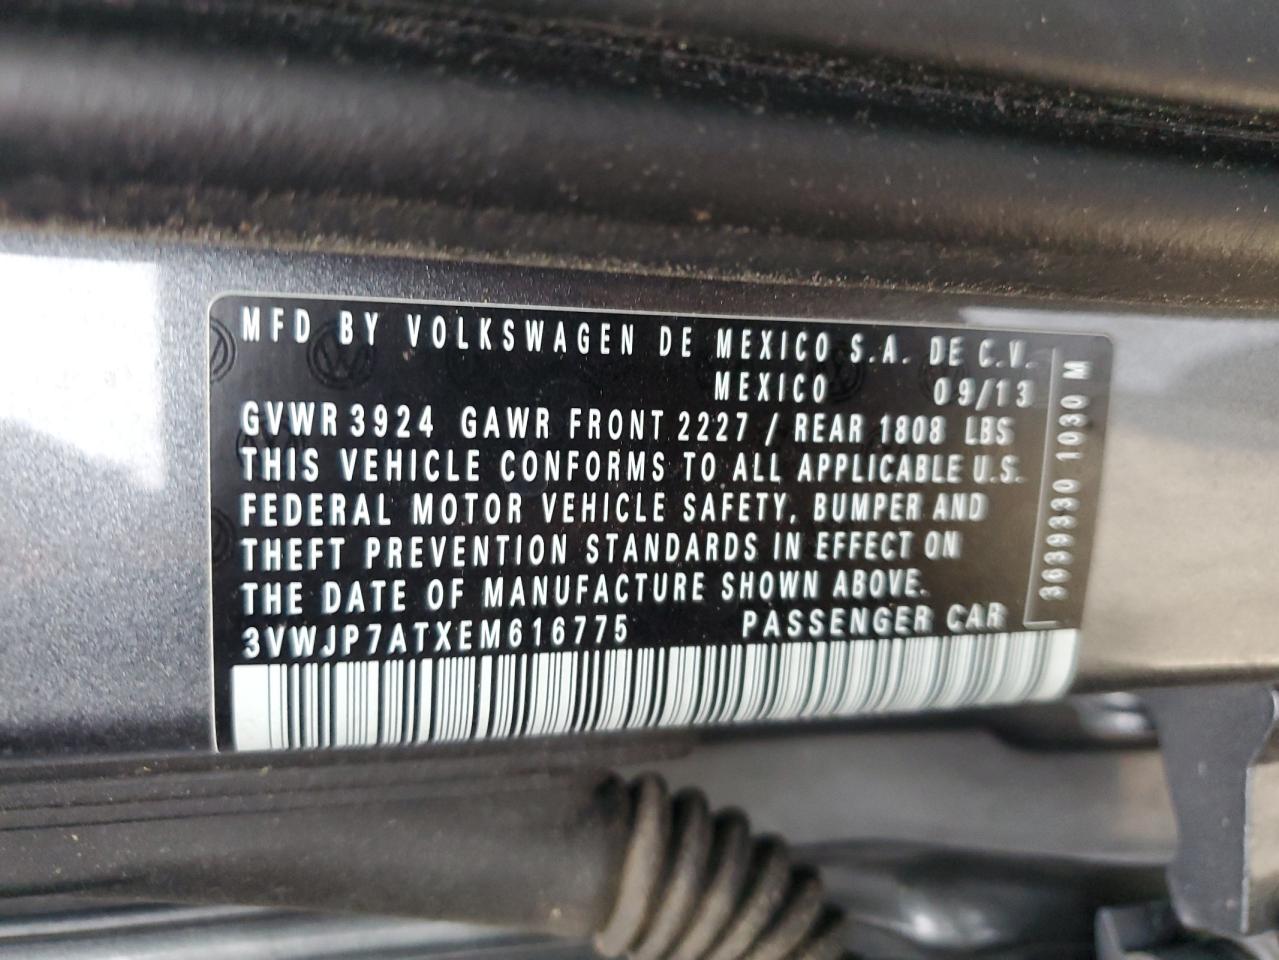 MFD BY VOLKSWAGEN DE MEXICO S.A. DE C.V.
MEXICO 09/13
GVWR 3924 GAWR FRONT 2227 / REAR 1808 LBS
THIS VEHICLE CONFORMS TO ALL APPLICABLE U.S.
FEDERAL MOTOR VEHICLE SAFETY, BUMPER AND
THEFT PREVENTION STANDARDS IN EFFECT ON
THE DATE OF MANUFACTURE SHOWN ABOVE.
3VWJP7ATXEM616775 PASSENGER CAR
3639330 1030 M